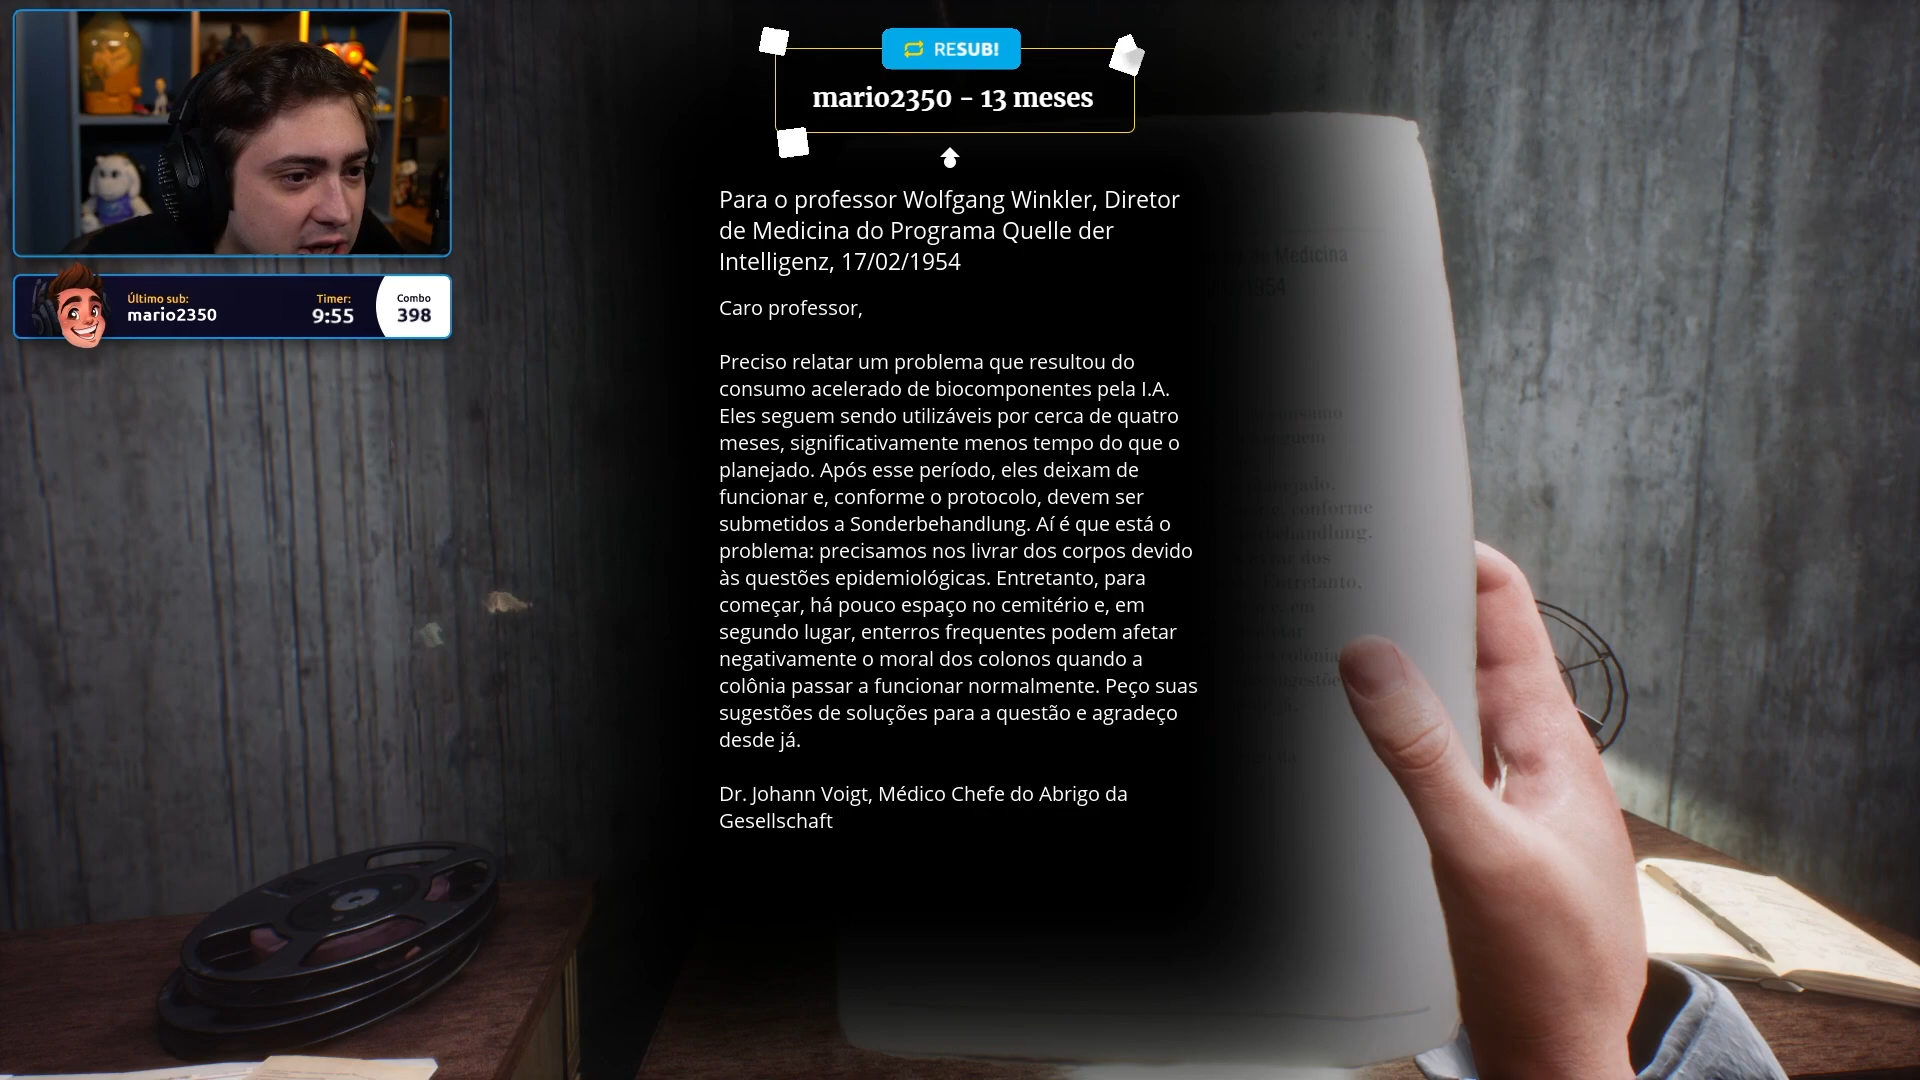 RESUB!
mario2350 - 13 meses
Último sub:
mario2350
Timer:
9:55
Combo
398
Para o professor Wolfgang Winkler, Diretor
de Medicina do Programa Quelle der
Intelligenz, 17/02/1954
Caro professor,
Preciso relatar um problema que resultou do
consumo acelerado de biocomponentes pela I.A.
Eles seguem sendo utilizáveis por cerca de quatro
meses, significativamente menos tempo do que o
planejado. Após esse período, eles deixam de
funcionar e, conforme o protocolo, devem ser
submetidos a Sonderbehandlung. Aí é que está o
problema: precisamos nos livrar dos corpos devido
às questões epidemiológicas. Entretanto, para
começar, há pouco espaço no cemitério e, em
segundo lugar, enterros frequentes podem afetar
negativamente o moral dos colonos quando a
colônia passar a funcionar normalmente. Peço suas
sugestões de soluções para a questão e agradeço
desde já.
Dr. Johann Voigt, Médico Chefe do Abrigo da
Gesellschaft